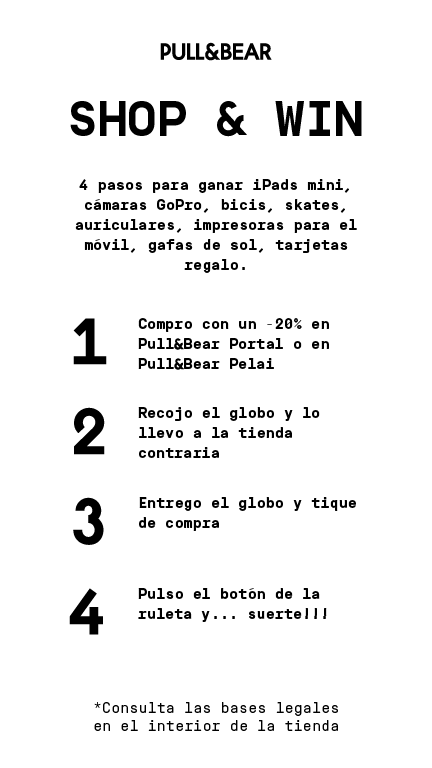 PULL&BEAR
SHOP & WIN
4 pasos para ganar iPads mini,
cámaras GoPro, bicis, skates,
auriculares, impresoras para el
móvil, gafas de sol, tarjetas
regalo.
1
Compro con un -20% en
Pull&Bear Portal o en
Pull&Bear Pelai
2
Recojo el globo y lo
llevo a la tienda
contraria
3
Entrego el globo y tique
de compra
4
Pulso el botón de la
ruleta y... suerte!!!
*Consulta las bases legales
en el interior de la tienda